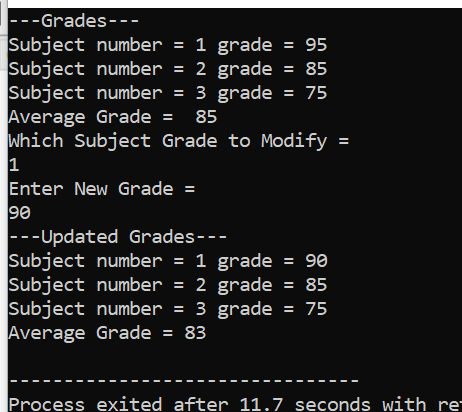 ---Grades---
Subject number = 1 grade = 95
Subject number = 2 grade = 85
Subject number = 3 grade = 75
Average Grade =  85
Which Subject Grade to Modify =
1
Enter New Grade =
90
---Updated Grades---
Subject number = 1 grade = 90
Subject number = 2 grade = 85
Subject number = 3 grade = 75
Average Grade = 83
--------------------------------
Process exited after 11.7 seconds with